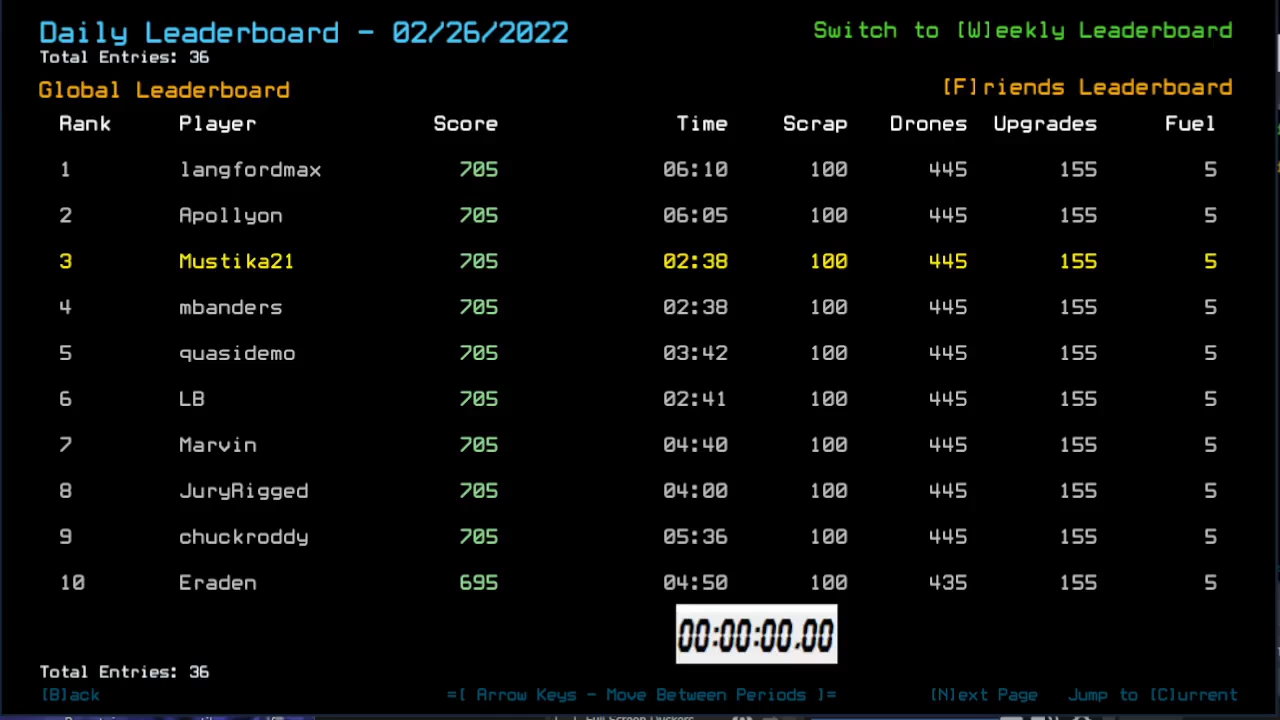 Daily Leaderboard - 02/26/2022 Switch to [W]eekly Leaderboard
Total Entries: 36
Global Leaderboard [F]riends Leaderboard
Rank Player Score Time Scrap Drones Upgrades Fuel
1 langfordmax 705 06:10 100 445 155 5
2 Apollyon 705 06:05 100 445 155 5
3 Mustika21 705 02:38 100 445 155 5
4 mbanders 705 02:38 100 445 155 5
5 quasidemo 705 03:42 100 445 155 5
6 LB 705 02:41 100 445 155 5
7 Marvin 705 04:40 100 445 155 5
8 JuryRigged 705 04:00 100 445 155 5
9 chuckroddy 705 05:36 100 445 155 5
10 Eraden 695 04:50 100 435 155 5
00:00:00.00
Total Entries: 36
[B]ack =[ Arrow Keys - Move Between Periods ]= [N]ext Page Jump to [C]urrent